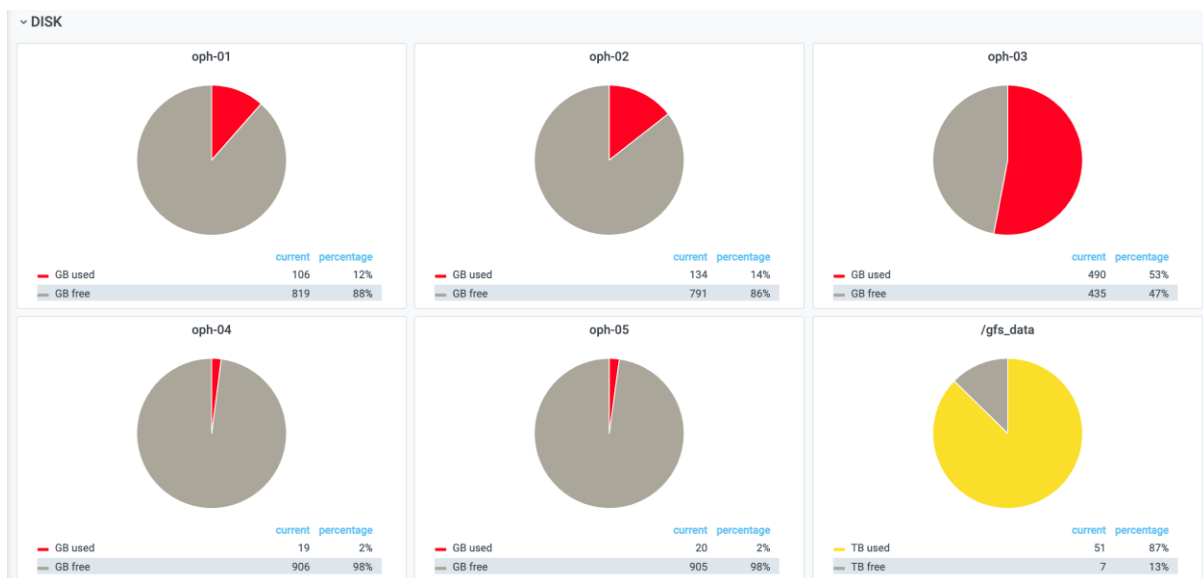 DISK
oph-01
current percentage
GB used 106 12%
GB free 819 88%
oph-02
current percentage
GB used 134 14%
GB free 791 86%
oph-03
current percentage
GB used 490 53%
GB free 435 47%
oph-04
current percentage
GB used 19 2%
GB free 906 98%
oph-05
current percentage
GB used 20 2%
GB free 905 98%
/gfs_data
current percentage
TB used 51 87%
TB free 7 13%